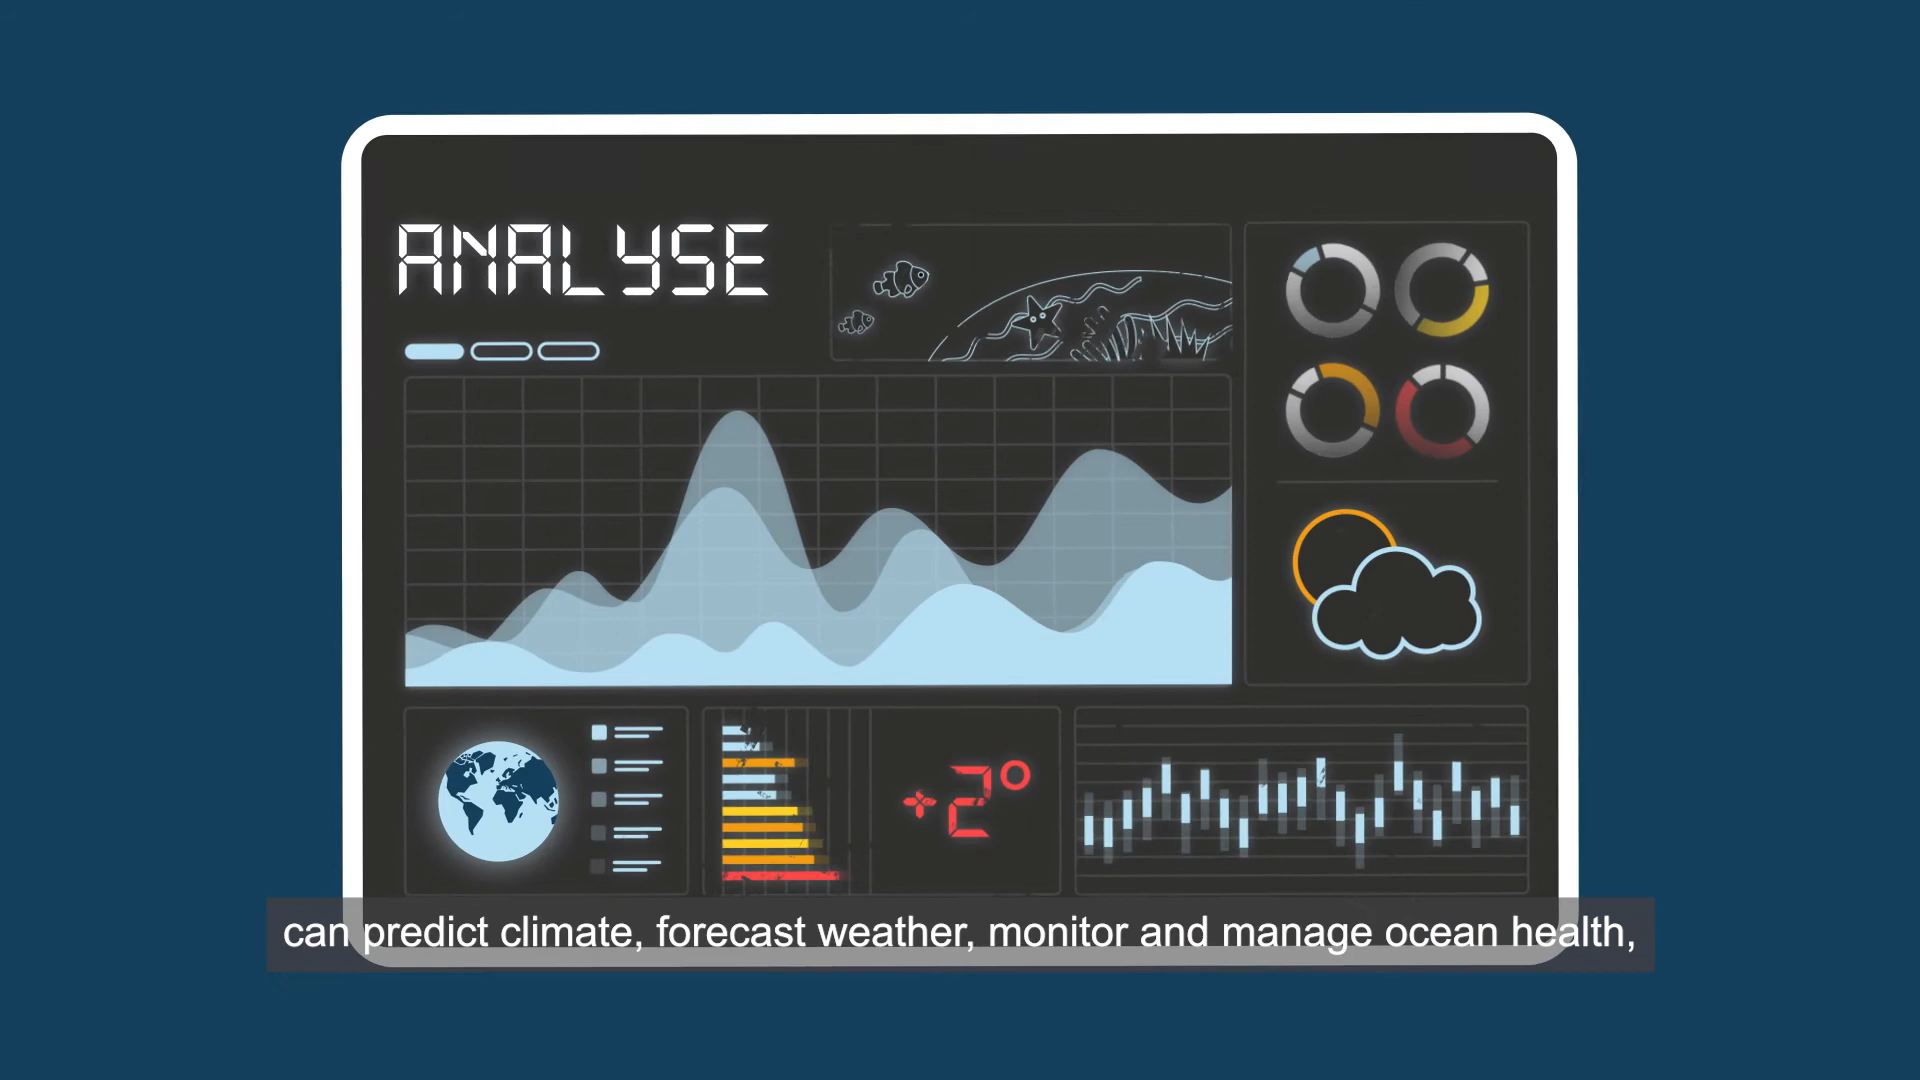 ANALYSE
+2°
can predict climate, forecast weather, monitor and manage ocean health,